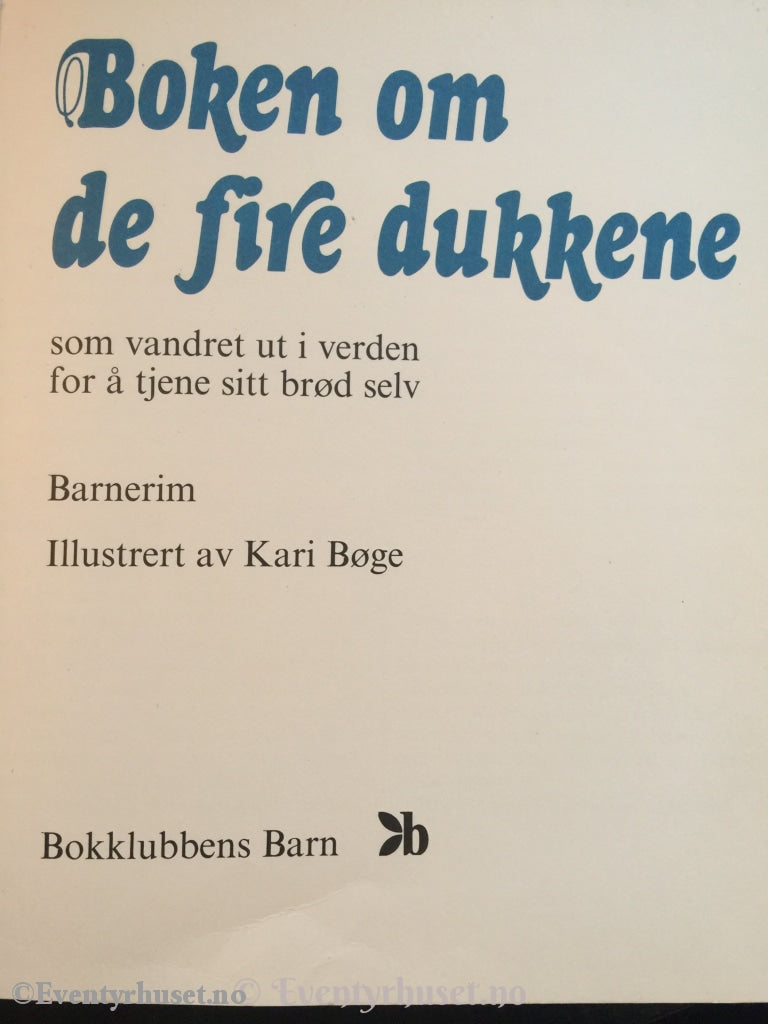 Boken om
de fire dukkene
som vandret ut i verden
for å tjene sitt brød selv
Barnerim
Illustrert av Kari Bøge
Bokklubbens Barn b
©Eventyrhuset.no © Eventyrhuset.no